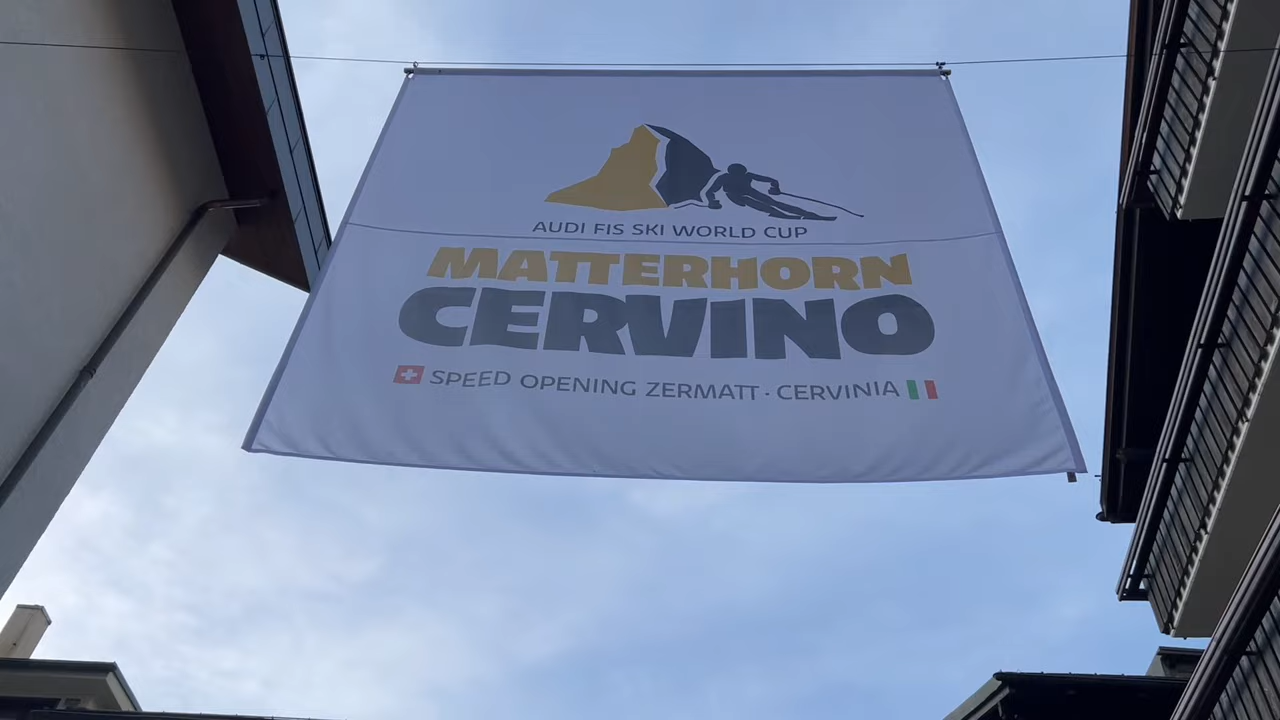 AUDI FIS SKI WORLD CUP
MATTERHORN
CERVINO
SPEED OPENING ZERMATT · CERVINIA